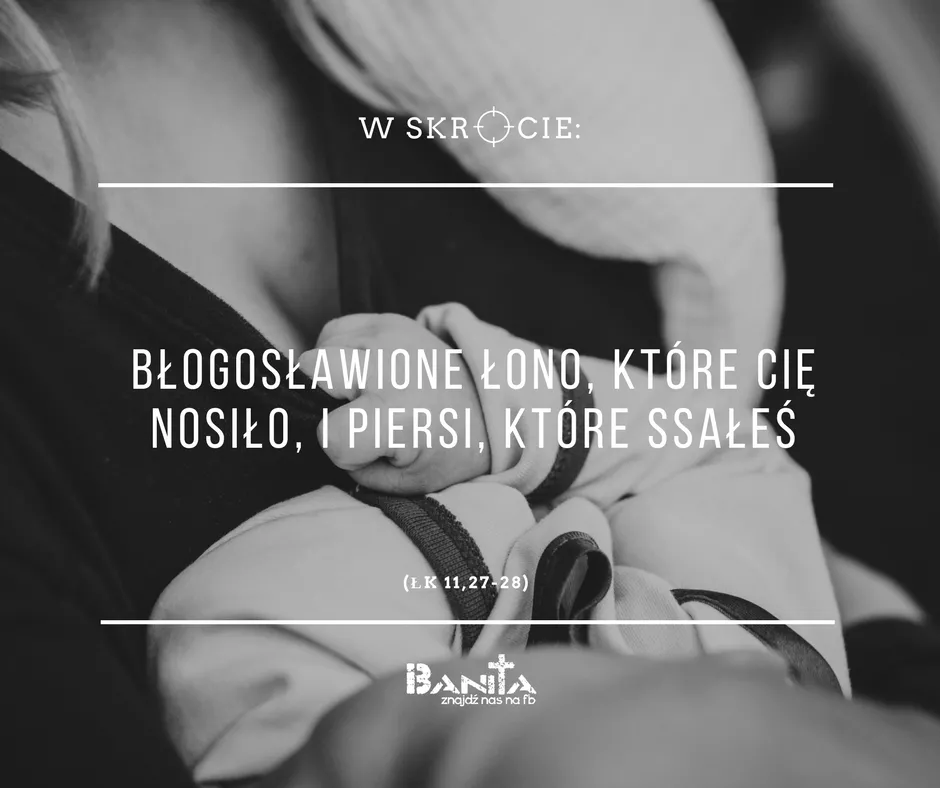 W SKRÓCIE:
BŁOGOSŁAWIONE ŁONO, KTÓRE CIĘ
NOSIŁO, I PIERSI, KTÓRE SSAŁEŚ
(ŁK 11,27-28)
BANITA
znajdź nas na fb